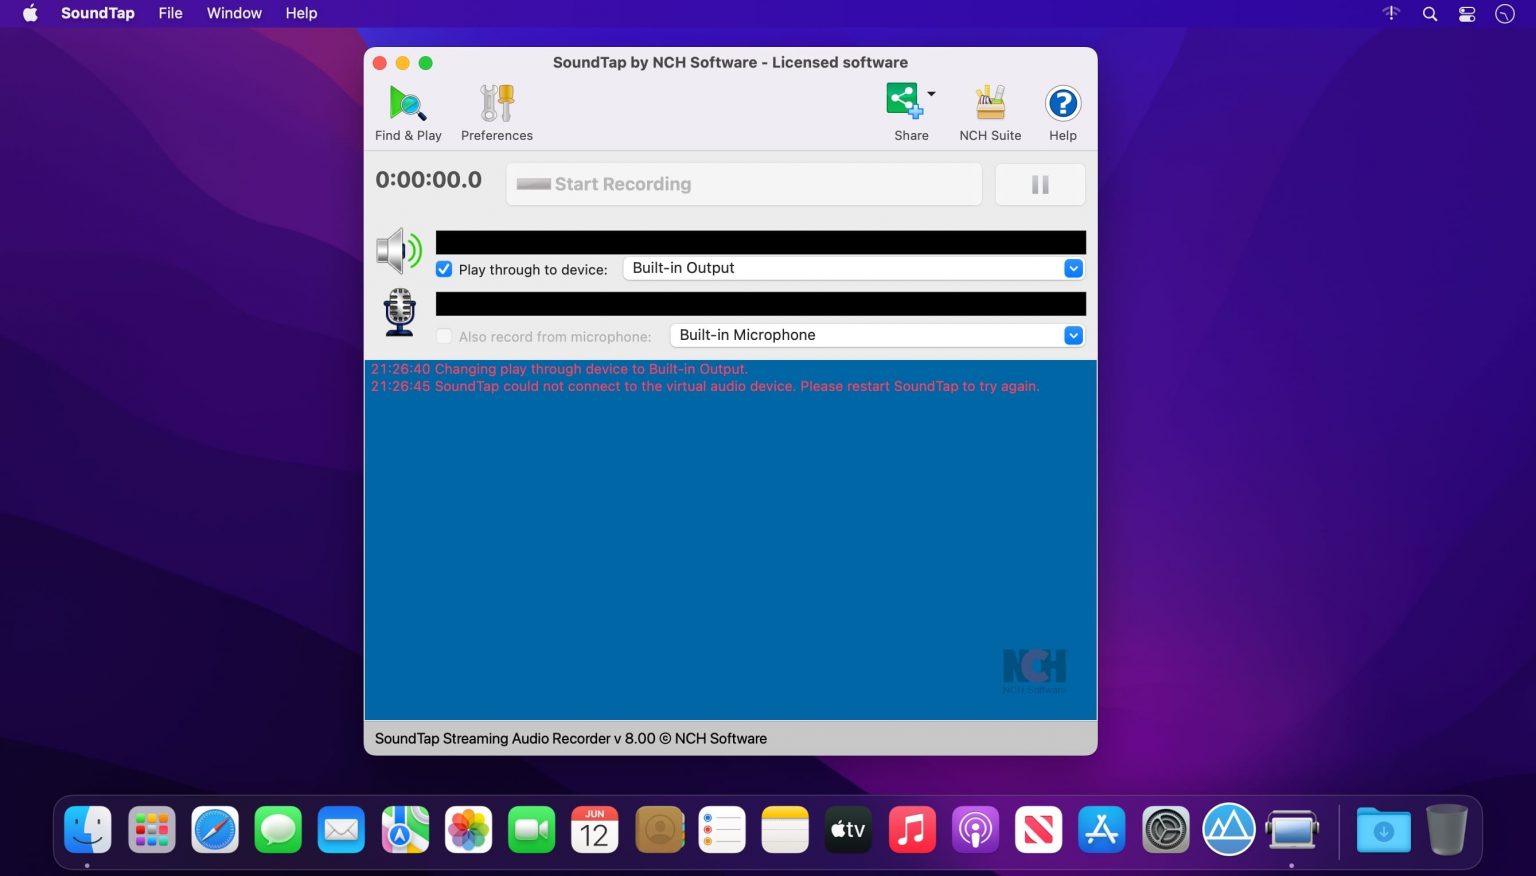 SoundTap File Window Help
SoundTap by NCH Software - Licensed software
Find & Play Preferences Share NCH Suite Help
0:00:00.0 Start Recording
Play through to device: Built-in Output
Also record from microphone: Built-in Microphone
21:26:40 Changing play through device to Built-in Output.
21:26:45 SoundTap could not connect to the virtual audio device. Please restart SoundTap to try again.
NCH
NCH Software
SoundTap Streaming Audio Recorder v 8.00 © NCH Software
JUN
12
tv